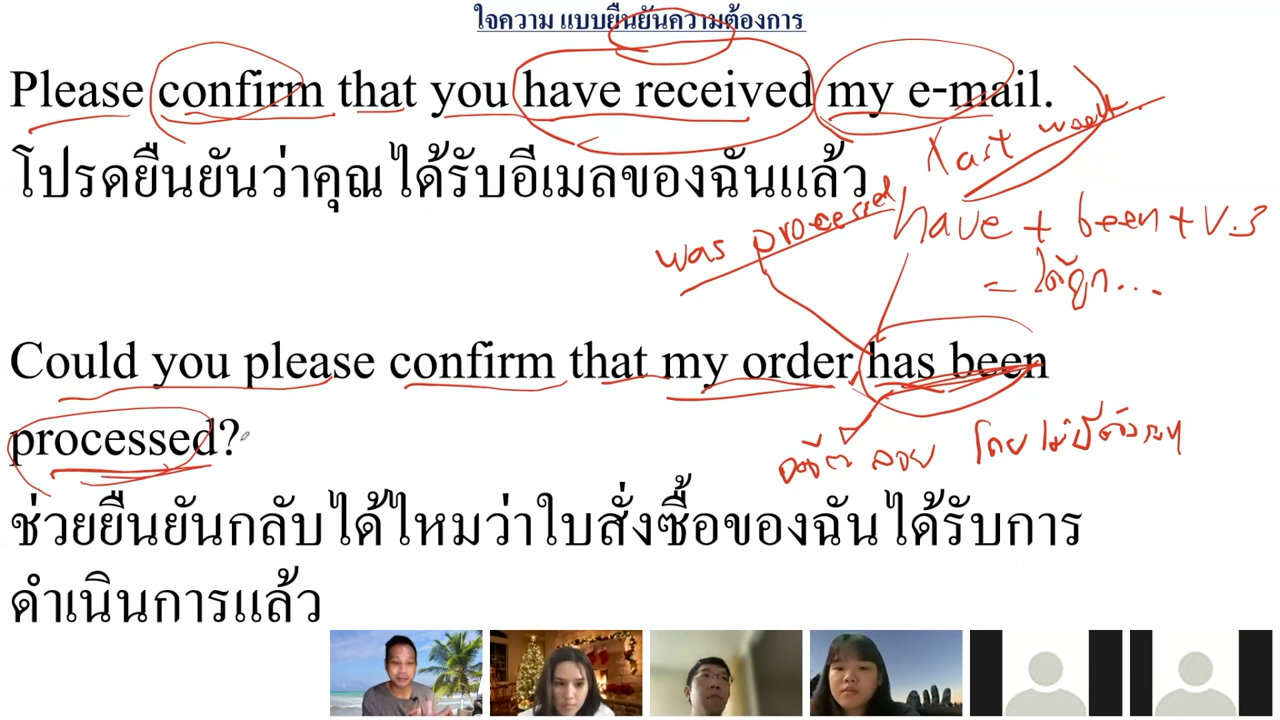 ใจความ แบบยืนยันความต้องการ
Please confirm that you have received my e-mail.
last week
โปรดยืนยันว่าคุณได้รับอีเมลของฉันแล้ว
was processed
have + been + V.3
= ได้ถูก...
Could you please confirm that my order has been
processed?
โดย ไม่มีตัวระบุ
ช่วยยืนยันกลับได้ไหมว่าใบสั่งซื้อของฉันได้รับการ
ดำเนินการแล้ว